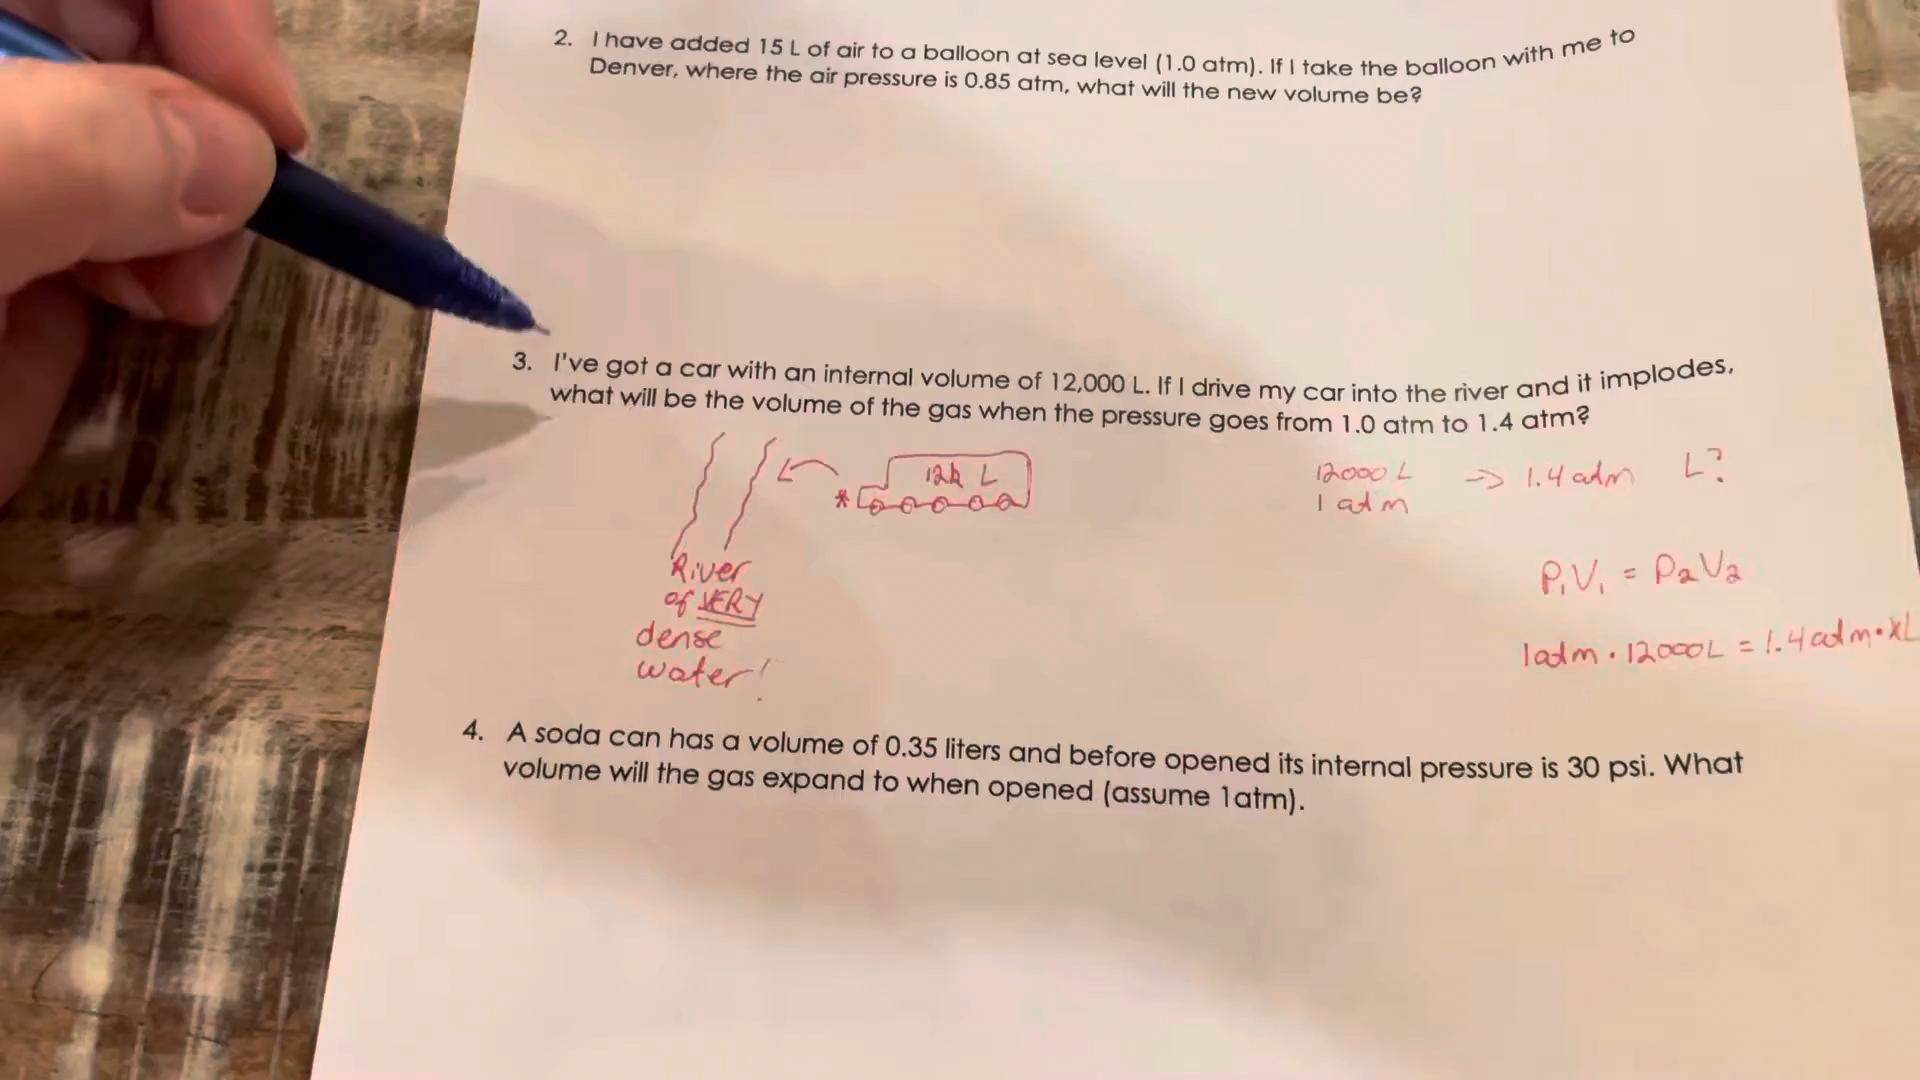 2. I have added 15 L of air to a balloon at sea level (1.0 atm). If I take the balloon with me to
Denver, where the air pressure is 0.85 atm, what will the new volume be?
3. I've got a car with an internal volume of 12,000 L. If I drive my car into the river and it implodes,
what will be the volume of the gas when the pressure goes from 1.0 atm to 1.4 atm?
12k L
12000 L → 1.4 atm L?
1 atm
River
of VERY
dense
water!
P₁V₁ = P₂V₂
1atm • 12000L = 1.4 atm • xL
4. A soda can has a volume of 0.35 liters and before opened its internal pressure is 30 psi. What
volume will the gas expand to when opened (assume 1atm).